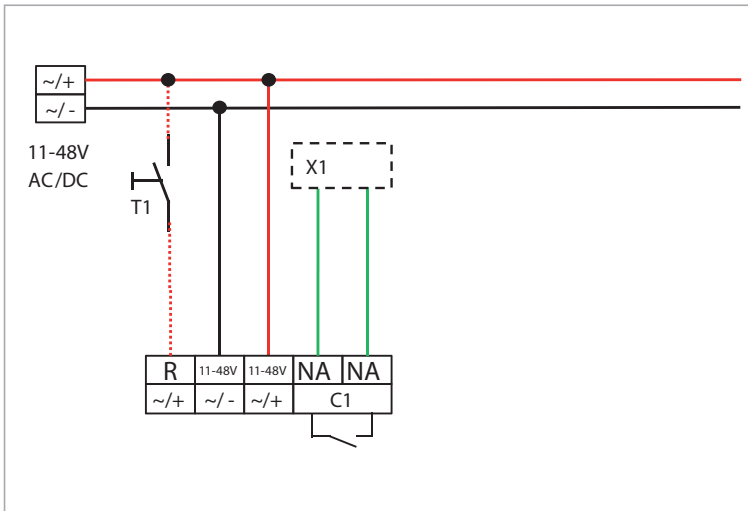 ~/+
~/ -
11-48V
AC/DC
T1
X1
R 11-48V 11-48V NA NA
~/+ ~/ - ~/+ C1